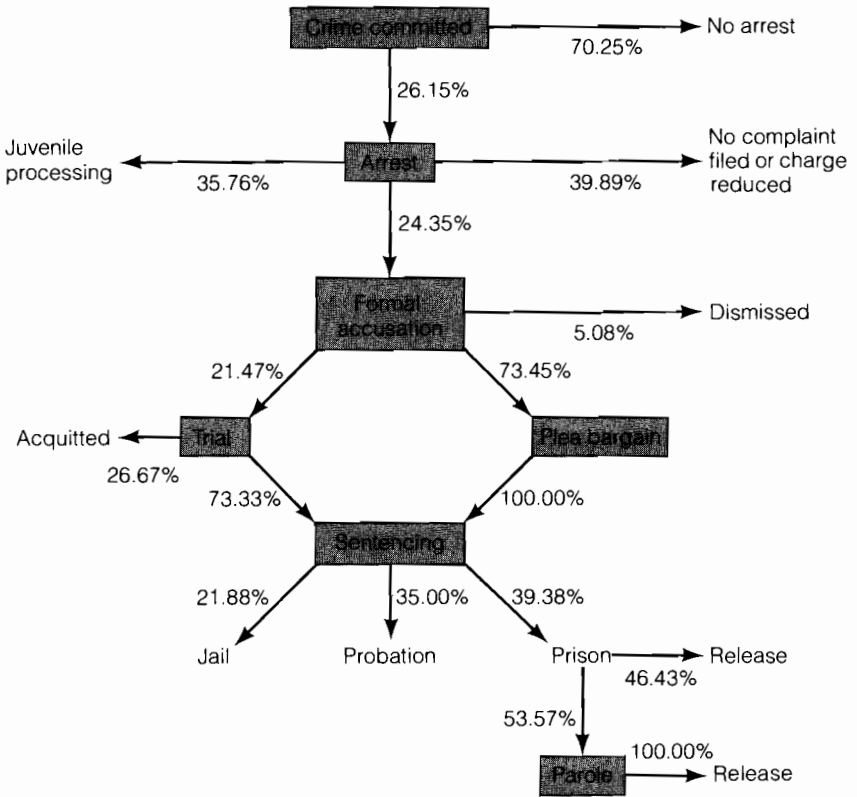 Crime committed
No arrest
70.25%
26.15%
Juvenile
processing
35.76%
Arrest
39.89%
No complaint
filed or charge
reduced
24.35%
Formal
accusation
5.08%
Dismissed
21.47%
73.45%
Acquitted
26.67%
Trial
Plea bargain
73.33%
100.00%
Sentencing
21.88%
35.00%
39.38%
Jail
Probation
Prison
46.43%
Release
53.57%
Parole
100.00%
Release